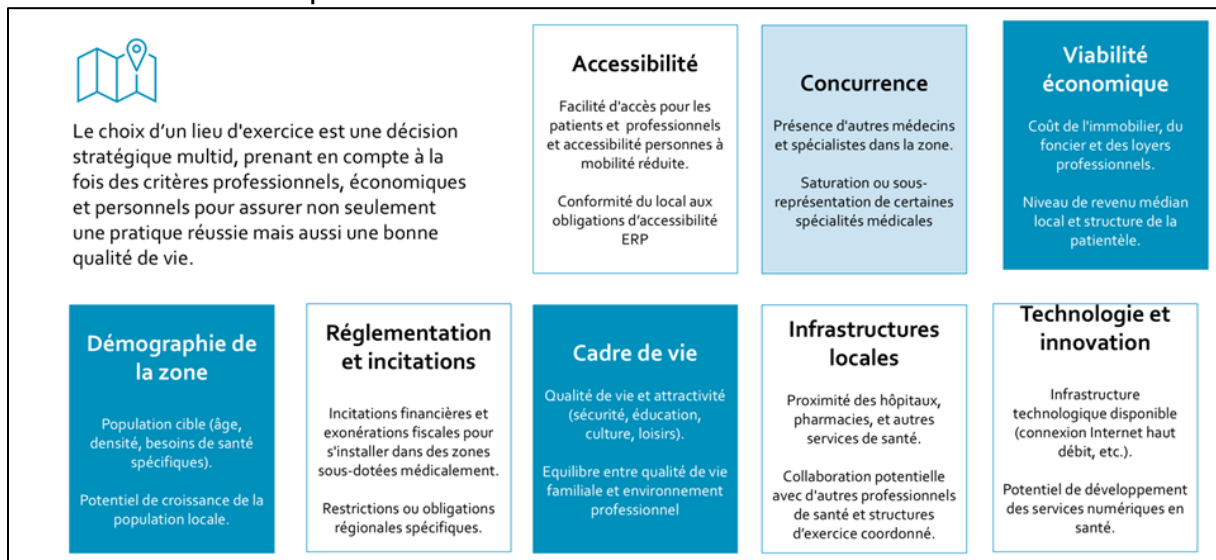 Le choix d'un lieu d'exercice est une décision
stratégique multid, prenant en compte à la
fois des critères professionnels, économiques
et personnels pour assurer non seulement
une pratique réussie mais aussi une bonne
qualité de vie.
Accessibilité
Facilité d'accès pour les
patients et professionnels
et accessibilité personnes à
mobilité réduite.
Conformité du local aux
obligations d'accessibilité
ERP
Concurrence
Présence d'autres médecins
et spécialistes dans la zone.
Saturation ou sous-
représentation de certaines
spécialités médicales
Viabilité
économique
Coût de l'immobilier, du
foncier et des loyers
professionnels.
Niveau de revenu médian
local et structure de la
patientèle.
Démographie de
la zone
Population cible (âge,
densité, besoins de santé
spécifiques).
Potentiel de croissance de la
population locale.
Réglementation
et incitations
Incitations financières et
exonérations fiscales pour
s'installer dans des zones
sous-dotées médicalement.
Restrictions ou obligations
régionales spécifiques.
Cadre de vie
Qualité de vie et attractivité
(sécurité, éducation,
culture, loisirs).
Equilibre entre qualité de vie
familiale et environnement
professionnel
Infrastructures
locales
Proximité des hôpitaux,
pharmacies, et autres
services de santé.
Collaboration potentielle
avec d'autres professionnels
de santé et structures
d'exercice coordonné.
Technologie et
innovation
Infrastructure
technologique disponible
(connexion Internet haut
débit, etc.).
Potentiel de développement
des services numériques en
santé.